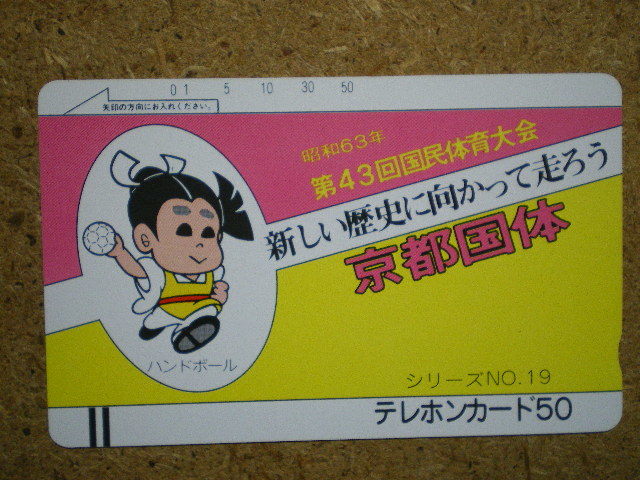 0 1 5 10 30 50
矢印の方向にお入れください。
昭和63年
第43回国民体育大会
新しい歴史に向かって走ろう
京都国体
ハンドボール
シリーズNO.19
テレホンカード50